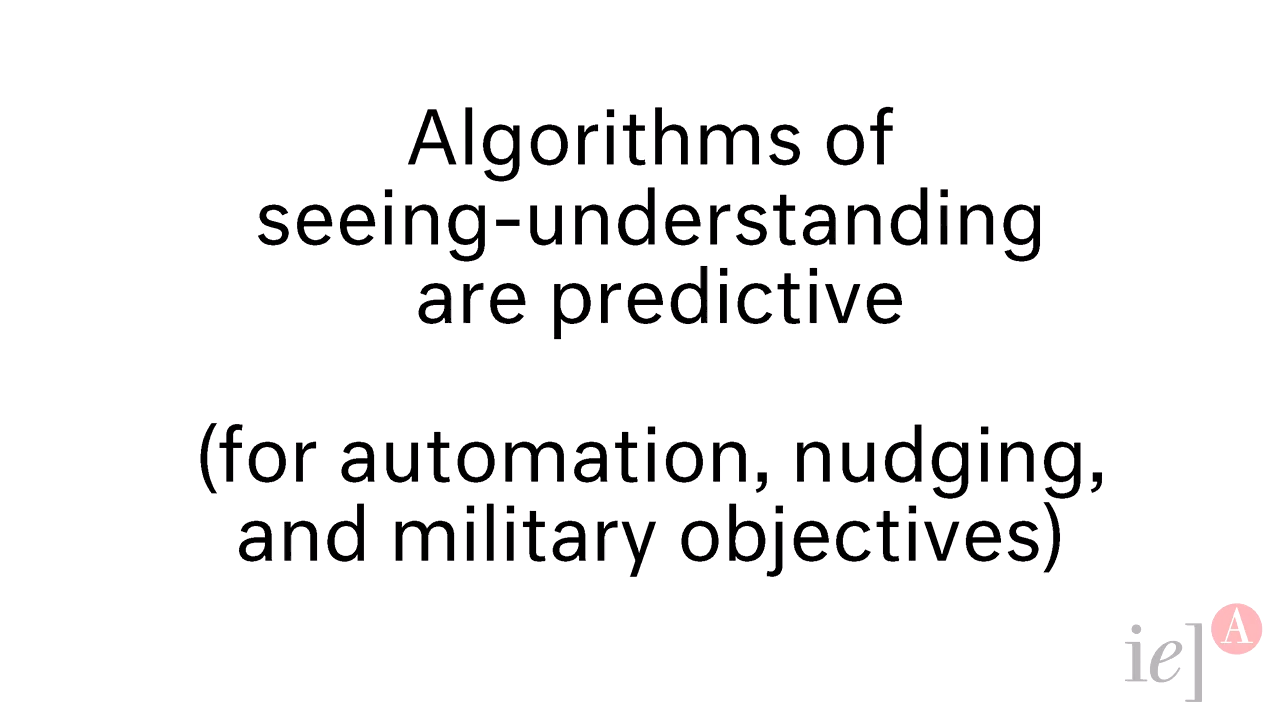 Algorithms of
seeing-understanding
are predictive
(for automation, nudging,
and military objectives)
ie]
A